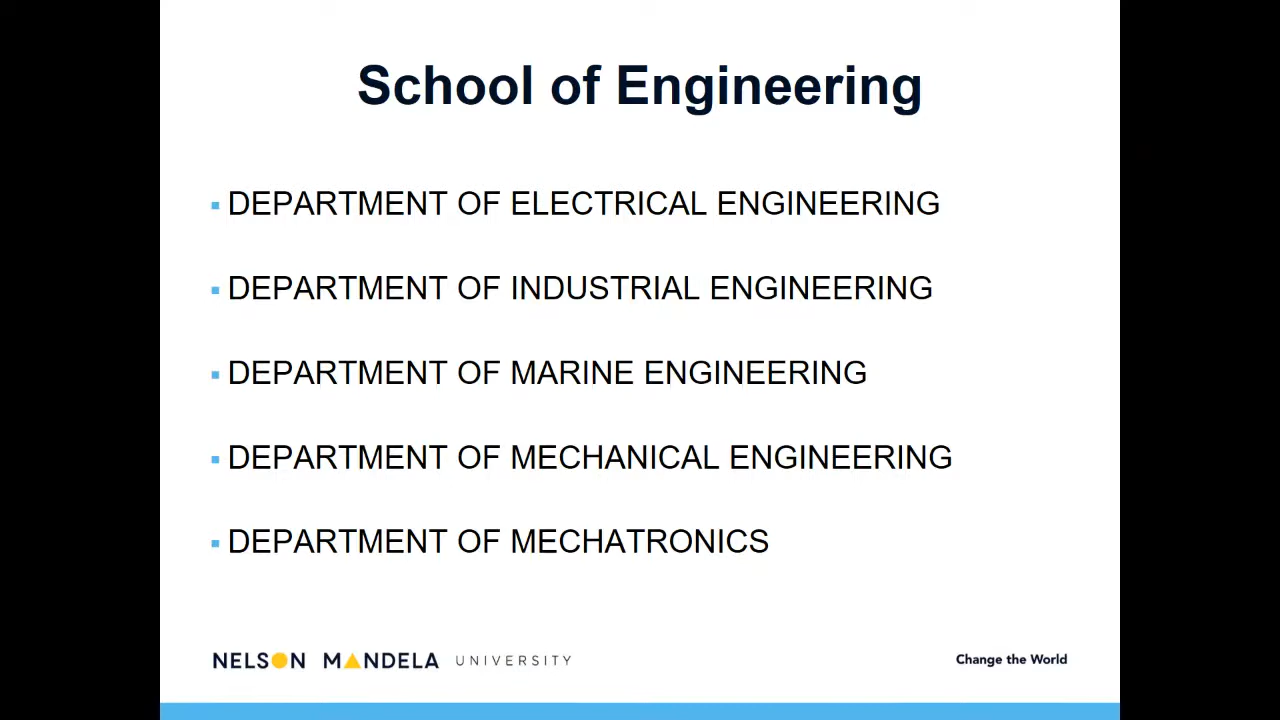 School of Engineering
DEPARTMENT OF ELECTRICAL ENGINEERING
DEPARTMENT OF INDUSTRIAL ENGINEERING
DEPARTMENT OF MARINE ENGINEERING
DEPARTMENT OF MECHANICAL ENGINEERING
DEPARTMENT OF MECHATRONICS
NELSON MANDELA UNIVERSITY
Change the World